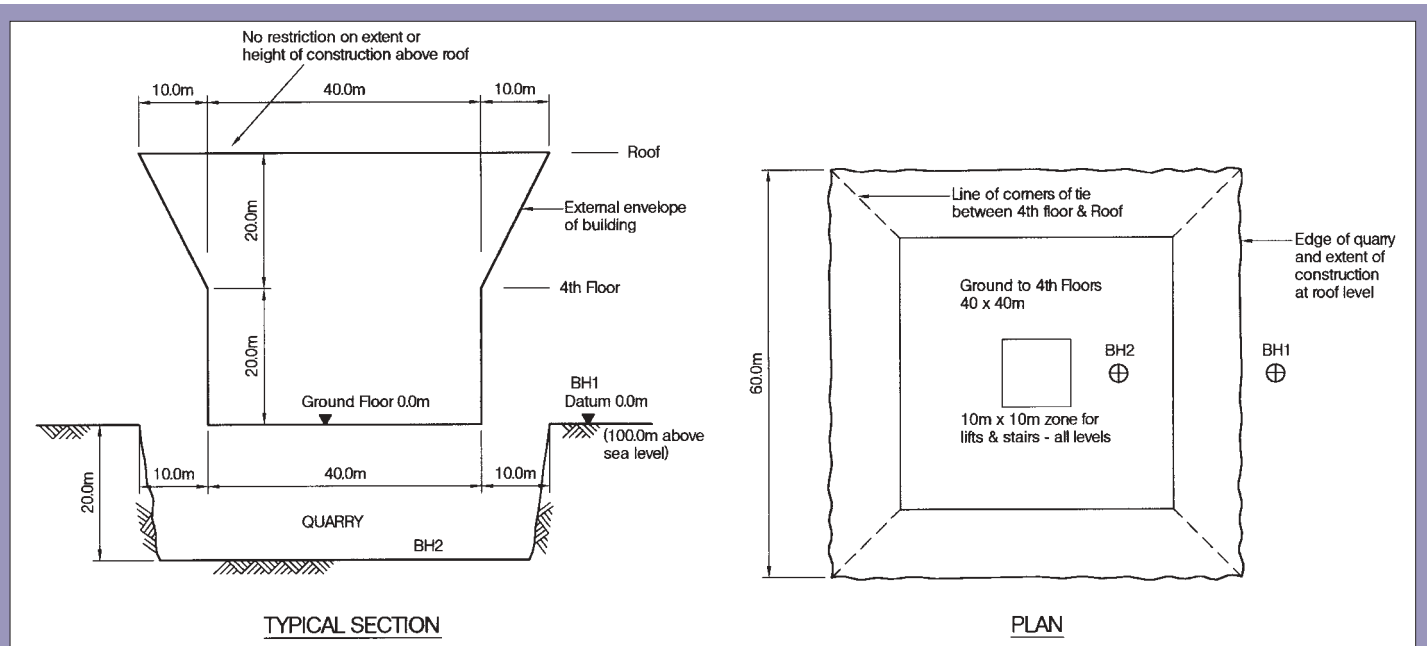 No restriction on extent or
height of construction above roof
10.0m
40.0m
10.0m
Roof
20.0m
External envelope
of building
4th Floor
20.0m
Ground Floor 0.0m
BH1
Datum 0.0m
(100.0m above
sea level)
10.0m
40.0m
10.0m
20.0m
QUARRY
BH2
TYPICAL SECTION
Line of corners of tie
between 4th floor & Roof
Edge of quarry
and extent of
construction
at roof level
Ground to 4th Floors
40 x 40m
60.0m
BH2
BH1
10m x 10m zone for
lifts & stairs - all levels
PLAN